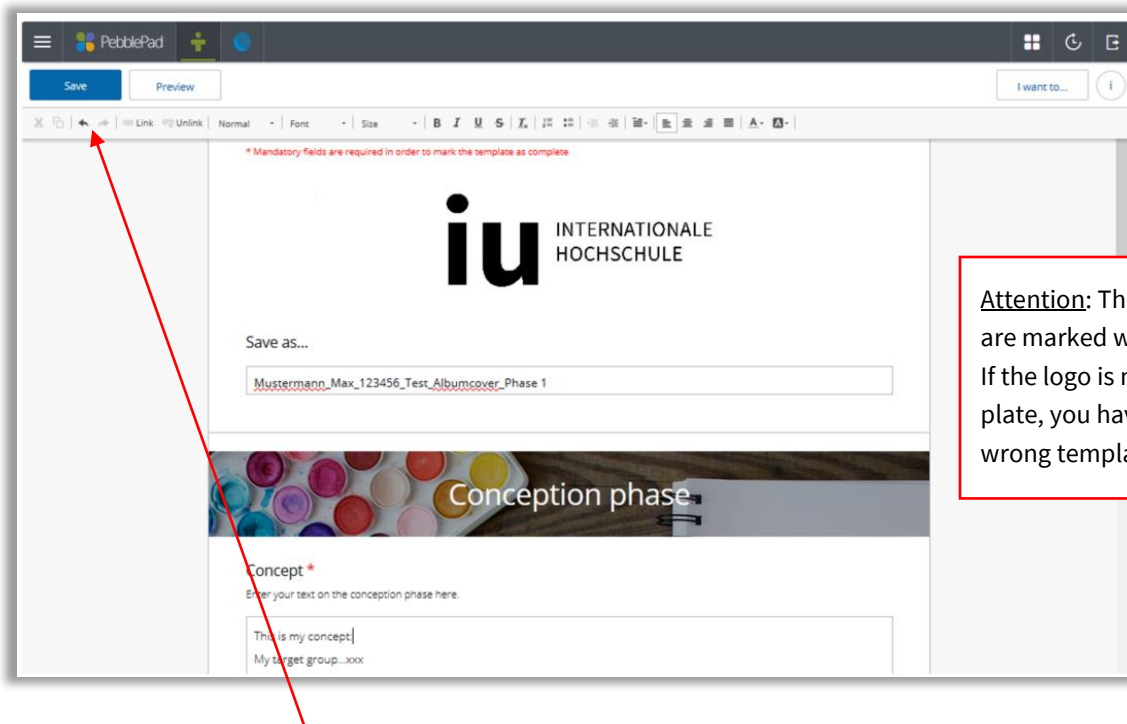 PebblePad
Save Preview I want to... i
Link Unlink Normal Font Size B I U S Ix A A
* Mandatory fields are required in order to mark the template as complete
iu INTERNATIONALE
HOCHSCHULE
Save as...
Mustermann_Max_123456_Test_Albumcover_Phase 1
Attention: Th
are marked w
If the logo is
plate, you hav
wrong templa
Conception phase
Concept *
Enter your text on the conception phase here.
This is my concept:
My target group...xxx